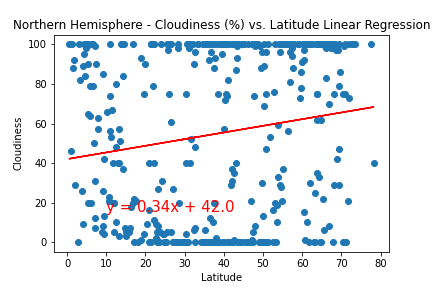 Northern Hemisphere - Cloudiness (%) vs. Latitude Linear Regression
100
80
60
40
20
0
Cloudiness
y = 0.34x + 42.0
0 10 20 30 40 50 60 70 80
Latitude